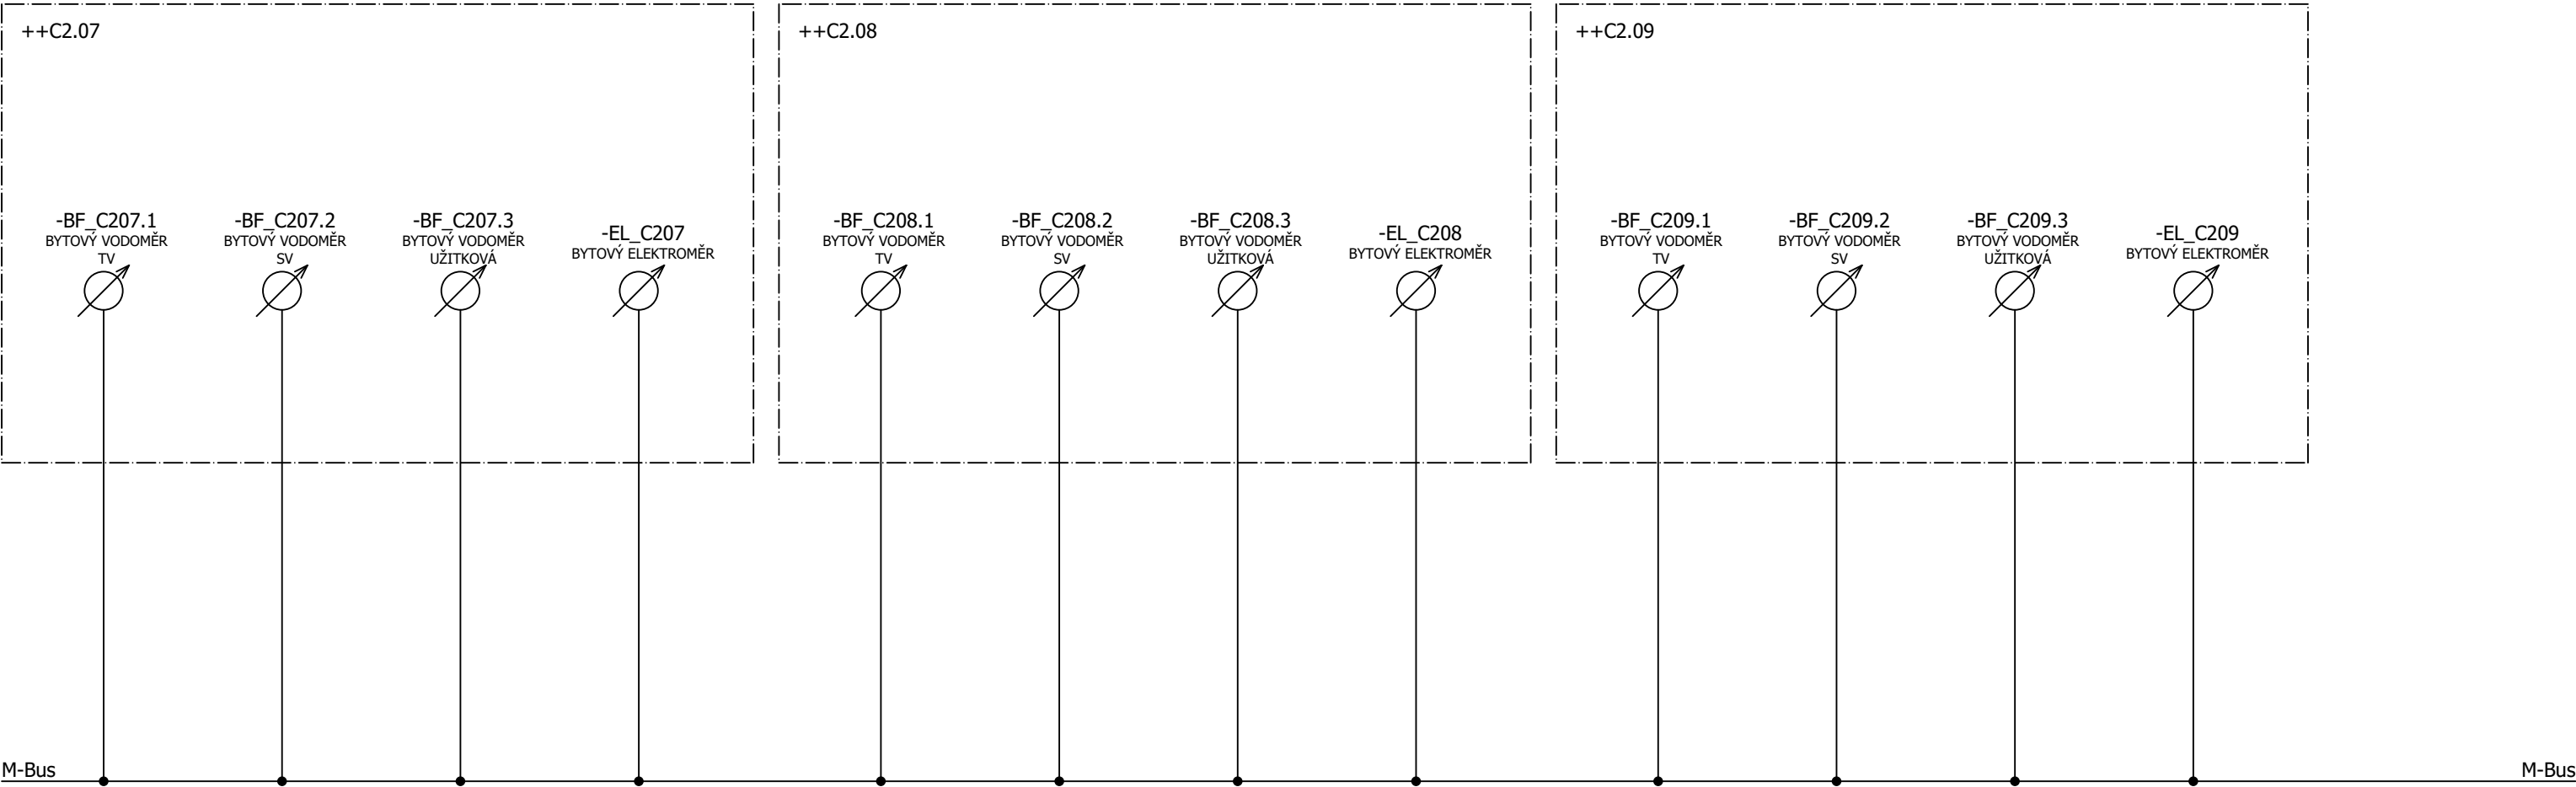 ++C2.07
++C2.08
++C2.09
-BF_C207.1
BYTOVÝ VODOMĚR
TV
-BF_C207.2
BYTOVÝ VODOMĚR
SV
-BF_C207.3
BYTOVÝ VODOMĚR
UŽITKOVÁ
-EL_C207
BYTOVÝ ELEKTROMĚR
-BF_C208.1
BYTOVÝ VODOMĚR
TV
-BF_C208.2
BYTOVÝ VODOMĚR
SV
-BF_C208.3
BYTOVÝ VODOMĚR
UŽITKOVÁ
-EL_C208
BYTOVÝ ELEKTROMĚR
-BF_C209.1
BYTOVÝ VODOMĚR
TV
-BF_C209.2
BYTOVÝ VODOMĚR
SV
-BF_C209.3
BYTOVÝ VODOMĚR
UŽITKOVÁ
-EL_C209
BYTOVÝ ELEKTROMĚR
M-Bus
M-Bus